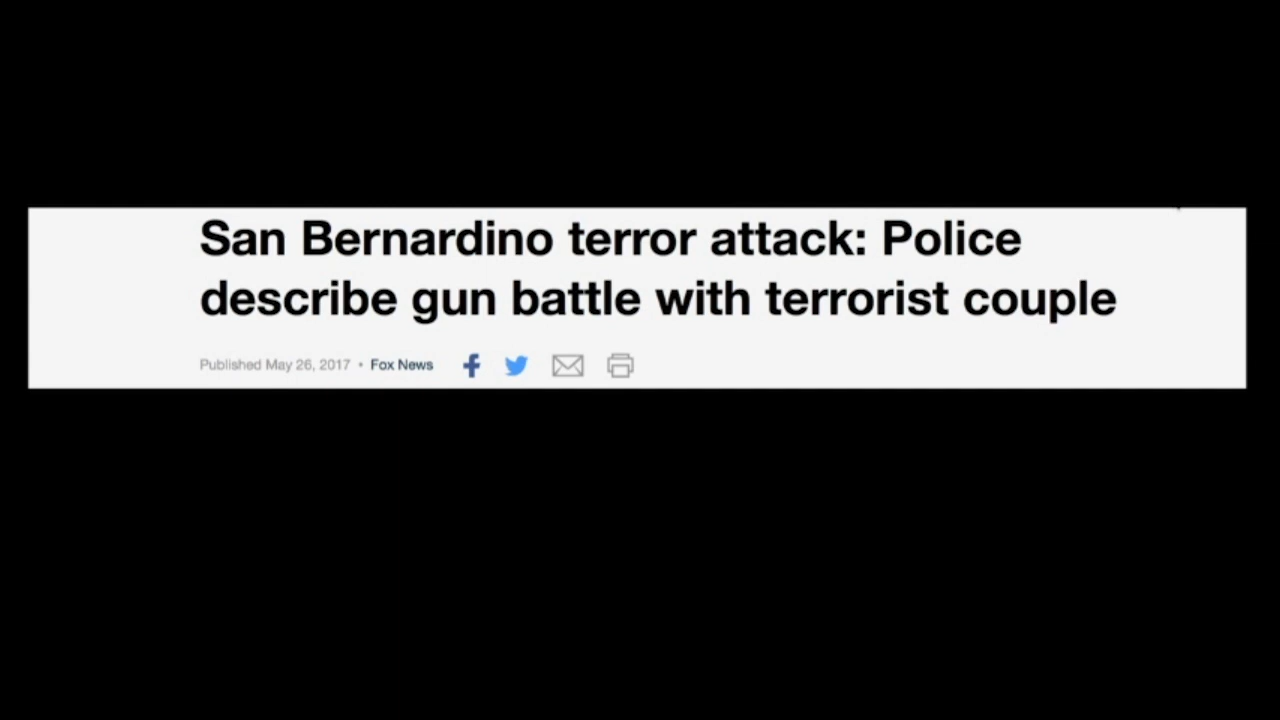 San Bernardino terror attack: Police
describe gun battle with terrorist couple
Published May 26, 2017 • Fox News